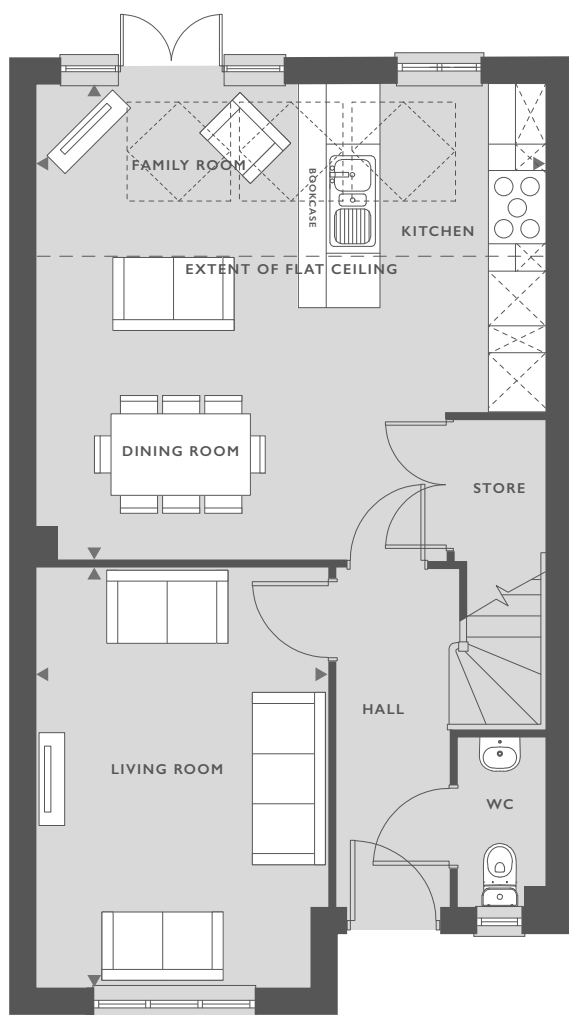 FAMILY ROOM
BOOKCASE
KITCHEN
EXTENT OF FLAT CEILING
DINING ROOM
STORE
HALL
LIVING ROOM
WC